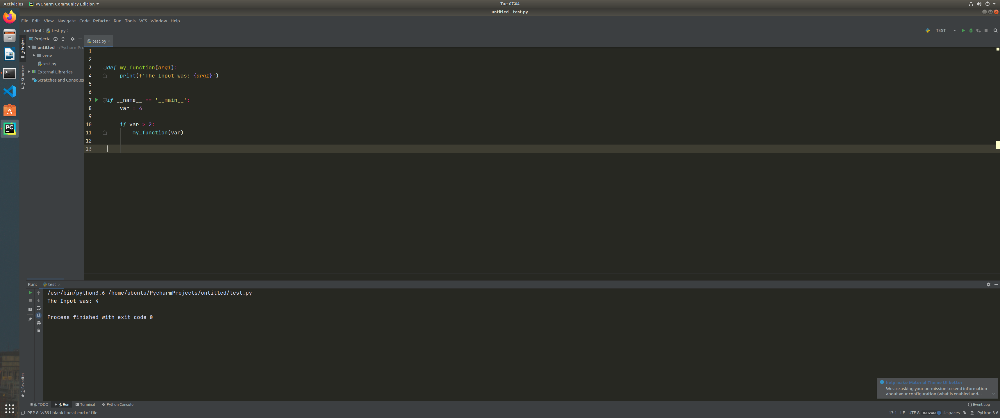 Activities PyCharm Community Edition Tue 07:04
untitled – test.py
File Edit View Navigate Code Refactor Run Tools VCS Window Help
untitled test.py TEST
Project test.py
untitled ~/PycharmPro
venv
test.py
External Libraries
Scratches and Consoles
1: Project
7: Structure
2: Favorites
1
2
3 def my_function(arg1):
4 print(f'The Input was: {arg1}')
5
6
7 if __name__ == '__main__':
8 var = 4
9
10 if var > 2:
11 my_function(var)
12
13
Run: test
/usr/bin/python3.6 /home/ubuntu/PycharmProjects/untitled/test.py
The Input was: 4
Process finished with exit code 0
help make Material Theme UI better
We are asking your permission to send information
about your configuration (what is enabled and...
6: TODO 4: Run Terminal Python Console Event Log
PEP 8: W391 blank line at end of file 13:1 LF UTF-8 Darcula 4 spaces Python 3.6